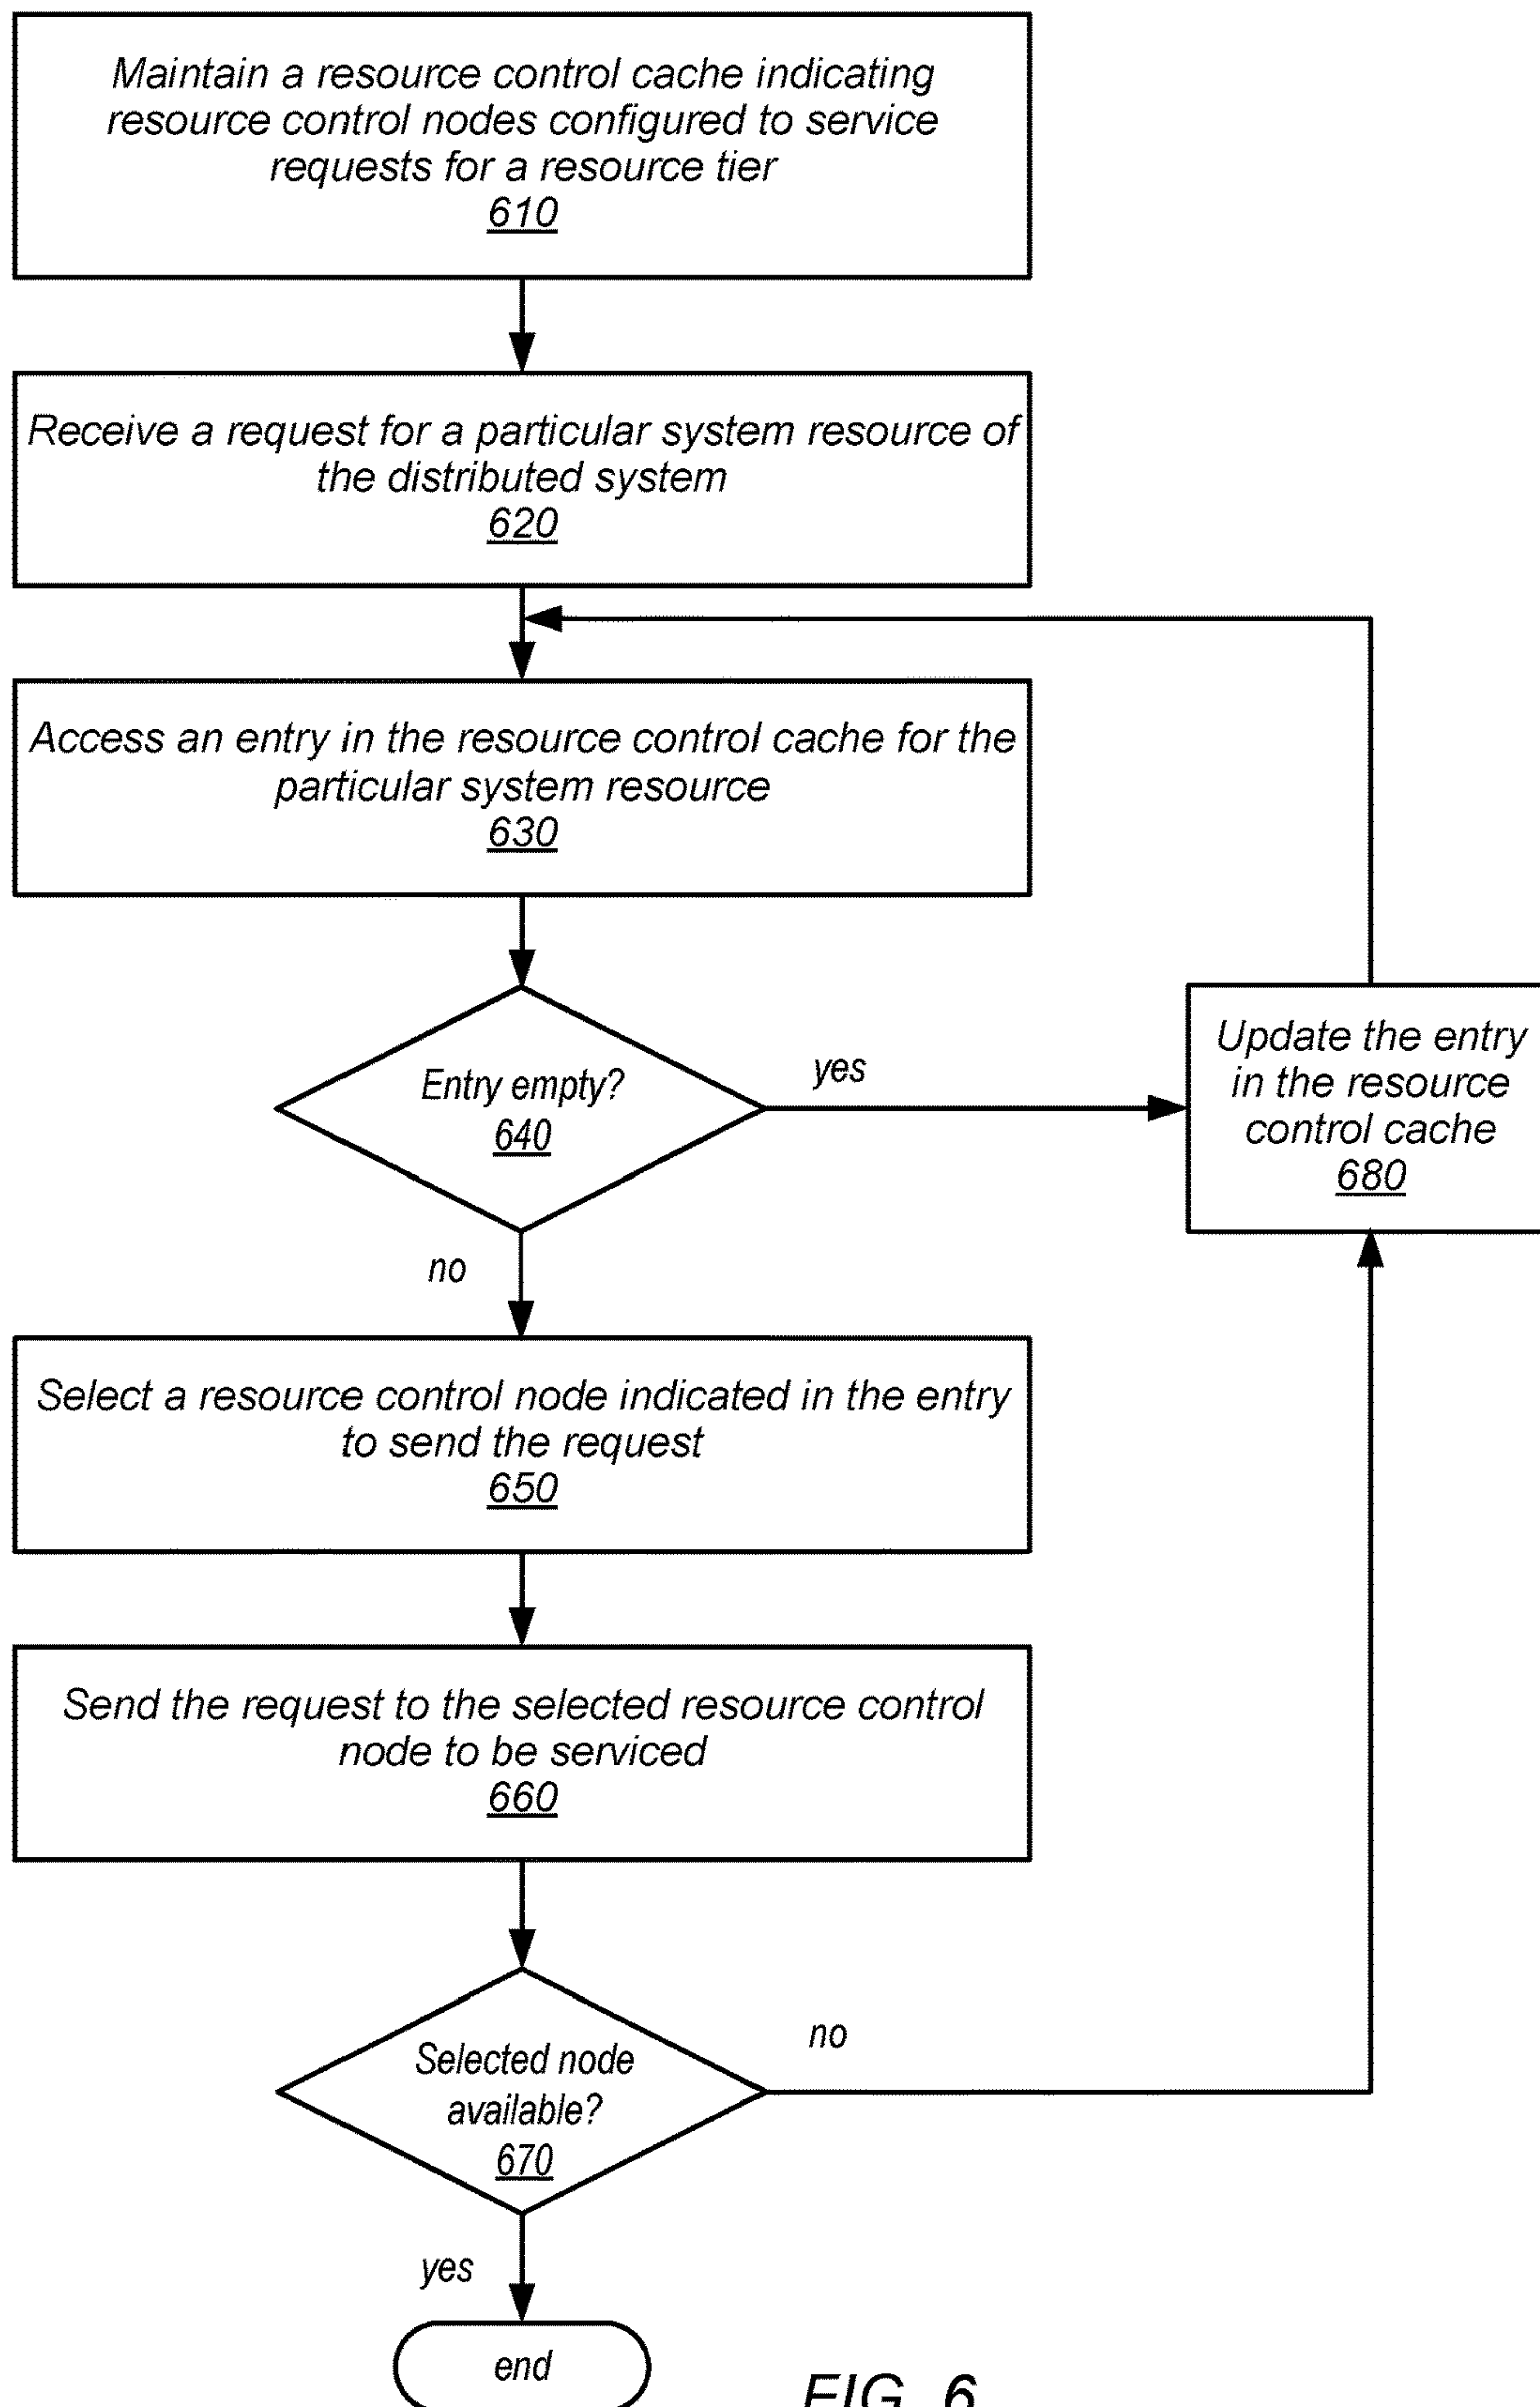 Maintain a resource control cache indicating
resource control nodes configured to service
requests for a resource tier
610
Receive a request for a particular system resource of
the distributed system
620
Access an entry in the resource control cache for the
particular system resource
630
Entry empty?
640
yes
Update the entry
in the resource
control cache
680
no
Select a resource control node indicated in the entry
to send the request
650
Send the request to the selected resource control
node to be serviced
660
Selected node
available?
670
no
yes
end
FIG. 6